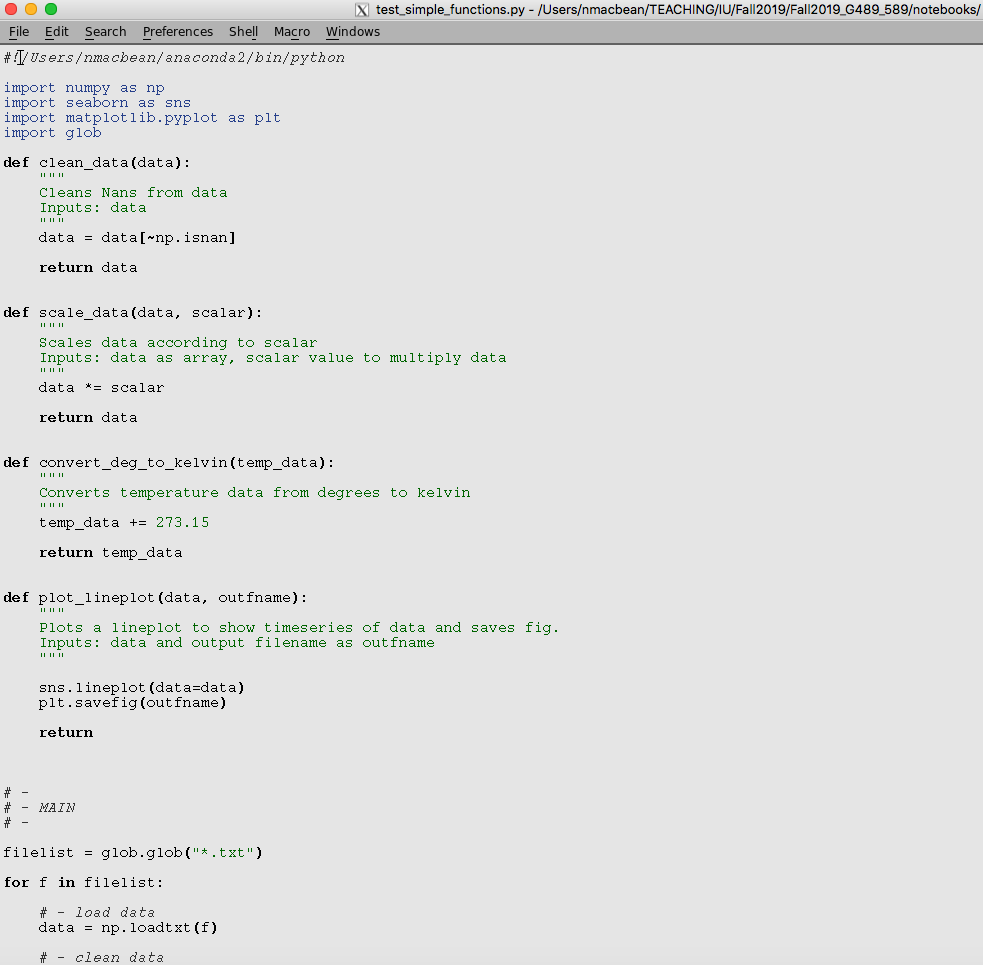 test_simple_functions.py - /Users/nmacbean/TEACHING/IU/Fall2019/Fall2019_G489_589/notebooks/
File Edit Search Preferences Shell Macro Windows
#!/Users/nmacbean/anaconda2/bin/python
import numpy as np
import seaborn as sns
import matplotlib.pyplot as plt
import glob
def clean_data(data):
"""
Cleans Nans from data
Inputs: data
"""
data = data[~np.isnan]
return data
def scale_data(data, scalar):
"""
Scales data according to scalar
Inputs: data as array, scalar value to multiply data
"""
data *= scalar
return data
def convert_deg_to_kelvin(temp_data):
"""
Converts temperature data from degrees to kelvin
"""
temp_data += 273.15
return temp_data
def plot_lineplot(data, outfname):
"""
Plots a lineplot to show timeseries of data and saves fig.
Inputs: data and output filename as outfname
"""
sns.lineplot(data=data)
plt.savefig(outfname)
return
# -
# - MAIN
# -
filelist = glob.glob("*.txt")
for f in filelist:
# - load data
data = np.loadtxt(f)
# - clean data